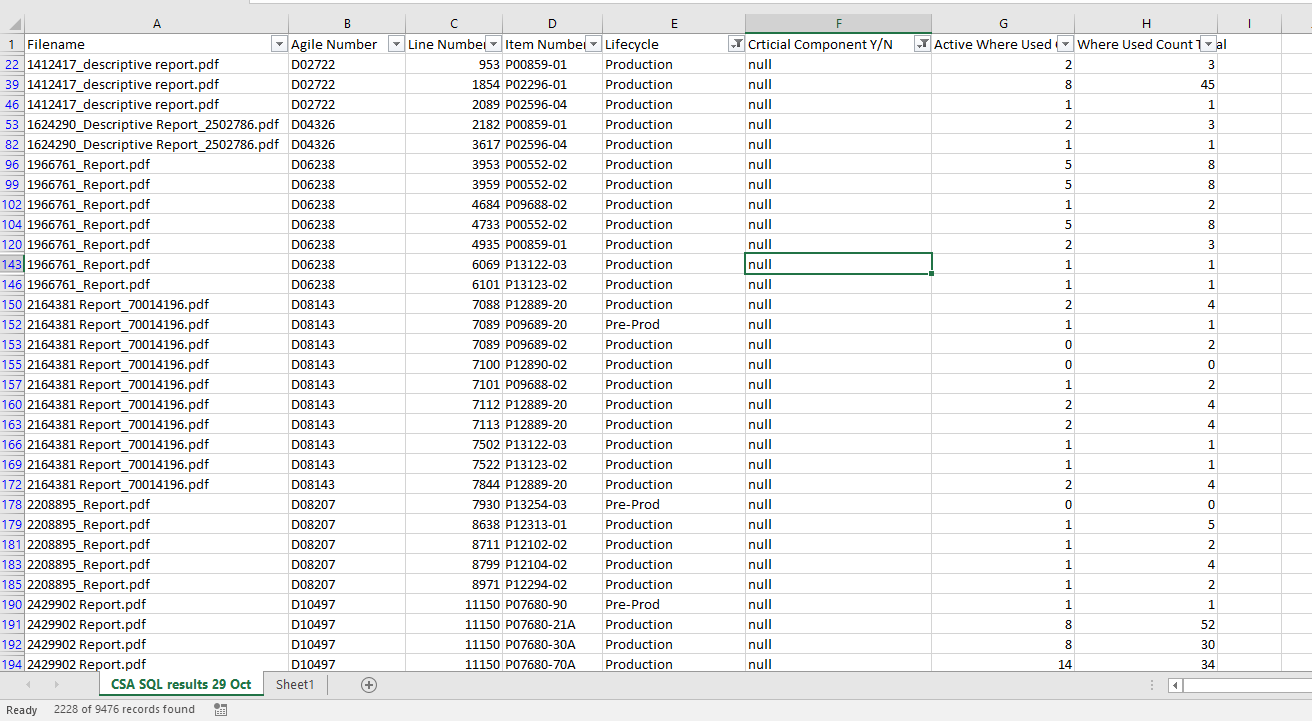 A B C D E F G H I
1 Filename Agile Number Line Number Item Number Lifecycle Crticial Component Y/N Active Where Used Where Used Count T al
22 1412417_descriptive report.pdf D02722 953 P00859-01 Production null 2 3
39 1412417_descriptive report.pdf D02722 1854 P02296-01 Production null 8 45
46 1412417_descriptive report.pdf D02722 2089 P02596-04 Production null 1 1
53 1624290_Descriptive Report_2502786.pdf D04326 2182 P00859-01 Production null 2 3
82 1624290_Descriptive Report_2502786.pdf D04326 3617 P02596-04 Production null 1 1
96 1966761_Report.pdf D06238 3953 P00552-02 Production null 5 8
99 1966761_Report.pdf D06238 3959 P00552-02 Production null 5 8
102 1966761_Report.pdf D06238 4684 P09688-02 Production null 1 2
104 1966761_Report.pdf D06238 4733 P00552-02 Production null 5 8
120 1966761_Report.pdf D06238 4935 P00859-01 Production null 2 3
143 1966761_Report.pdf D06238 6069 P13122-03 Production null 1 1
146 1966761_Report.pdf D06238 6101 P13123-02 Production null 1 1
150 2164381 Report_70014196.pdf D08143 7088 P12889-20 Production null 2 4
152 2164381 Report_70014196.pdf D08143 7089 P09689-20 Pre-Prod null 1 1
153 2164381 Report_70014196.pdf D08143 7089 P09689-02 Production null 0 2
155 2164381 Report_70014196.pdf D08143 7100 P12890-02 Production null 0 0
157 2164381 Report_70014196.pdf D08143 7101 P09688-02 Production null 1 2
160 2164381 Report_70014196.pdf D08143 7112 P12889-20 Production null 2 4
163 2164381 Report_70014196.pdf D08143 7113 P12889-20 Production null 2 4
166 2164381 Report_70014196.pdf D08143 7502 P13122-03 Production null 1 1
169 2164381 Report_70014196.pdf D08143 7522 P13123-02 Production null 1 1
172 2164381 Report_70014196.pdf D08143 7844 P12889-20 Production null 2 4
178 2208895_Report.pdf D08207 7930 P13254-03 Pre-Prod null 0 0
179 2208895_Report.pdf D08207 8638 P12313-01 Production null 1 5
181 2208895_Report.pdf D08207 8711 P12102-02 Production null 1 2
183 2208895_Report.pdf D08207 8799 P12104-02 Production null 1 4
185 2208895_Report.pdf D08207 8971 P12294-02 Production null 1 2
190 2429902 Report.pdf D10497 11150 P07680-90 Pre-Prod null 1 1
191 2429902 Report.pdf D10497 11150 P07680-21A Production null 8 52
192 2429902 Report.pdf D10497 11150 P07680-30A Production null 8 30
194 2429902 Report.pdf D10497 11150 P07680-70A Production null 14 34
CSA SQL results 29 Oct Sheet1
Ready 2228 of 9476 records found